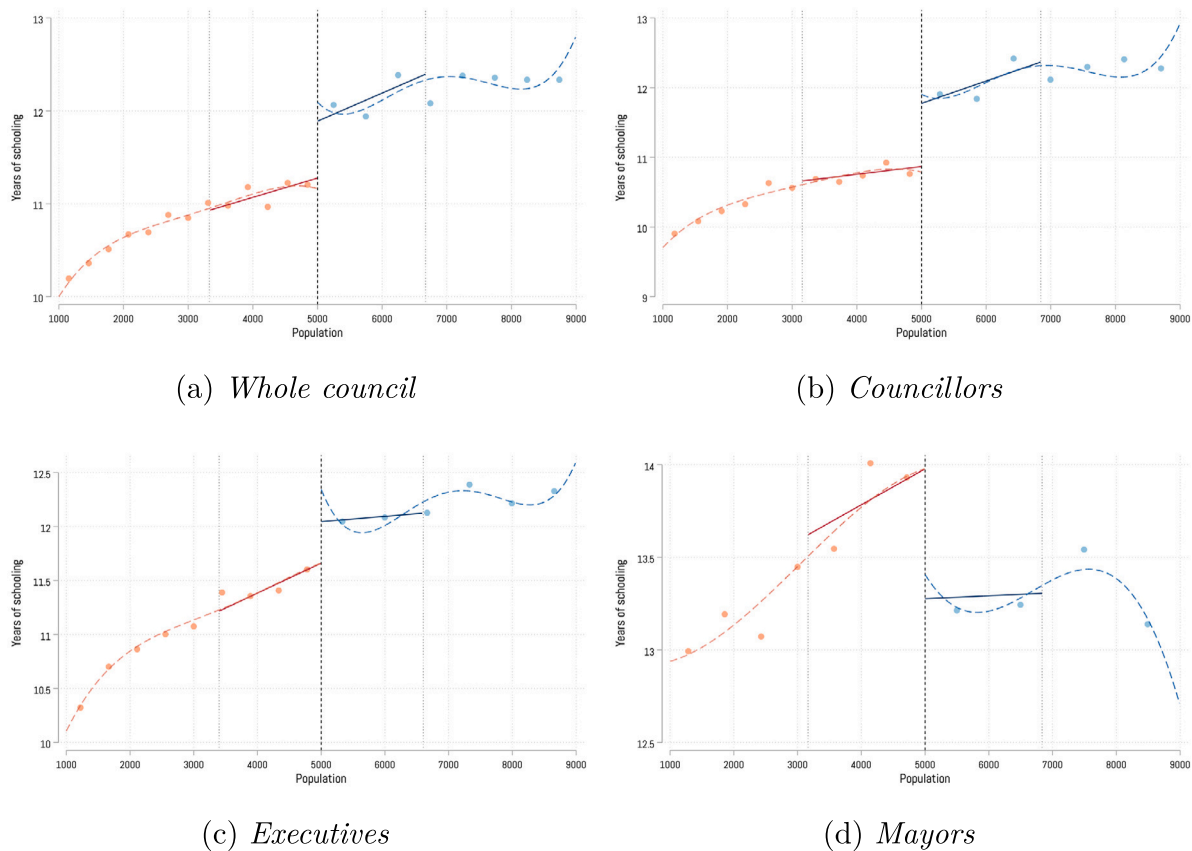 13
12
11
10
Years of schooling
1000 2000 3000 4000 5000 6000 7000 8000 9000
Population
(a) Whole council
13
12
11
10
9
Years of schooling
1000 2000 3000 4000 5000 6000 7000 8000 9000
Population
(b) Councillors
12.5
12
11.5
11
10.5
10
Years of schooling
1000 2000 3000 4000 5000 6000 7000 8000 9000
Population
(c) Executives
14
13.5
13
12.5
Years of schooling
1000 2000 3000 4000 5000 6000 7000 8000 9000
Population
(d) Mayors